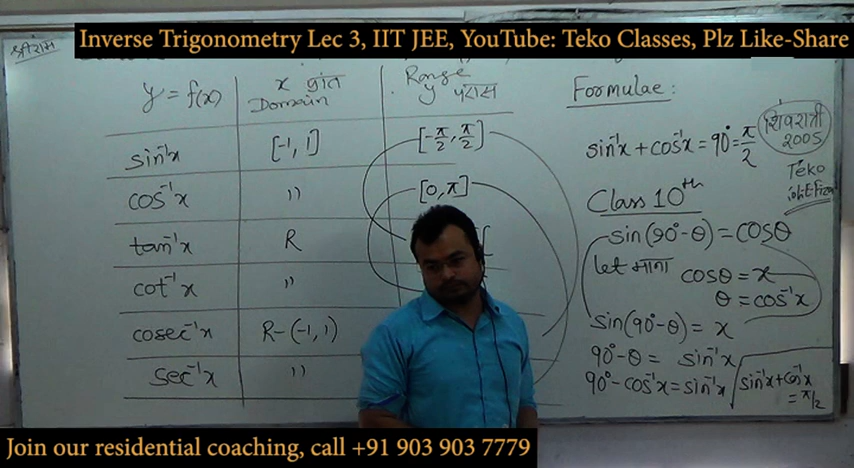 Inverse Trigonometry Lec 3, IIT JEE, YouTube: Teko Classes, Plz Like-Share
श्रीराम
y = f(x)
x प्रांत
Domain
Range
y परास
sin⁻¹x
[-1, 1]
[-π/2, π/2]
cos⁻¹x
"
[0, π]
tan⁻¹x
R
cot⁻¹x
"
cosec⁻¹x
R-(-1, 1)
sec⁻¹x
"
Formulae:
शिवरात्री
2005
sin⁻¹x + cos⁻¹x = 90° = π/2
Teko
Class 10th
sin(90°-θ) = cosθ
let माना cosθ = x
θ = cos⁻¹x
sin(90°-θ) = x
90°-θ = sin⁻¹x
90°-cos⁻¹x = sin⁻¹x
sin⁻¹x + cos⁻¹x
= π/2
Join our residential coaching, call +91 903 903 7779